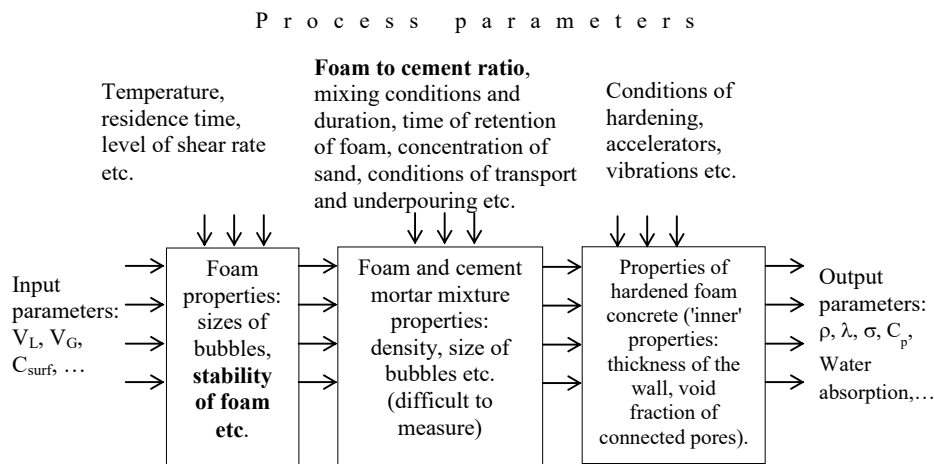 Process parameters
Temperature,
residence time,
level of shear rate
etc.
Foam to cement ratio,
mixing conditions and
duration, time of retention
of foam, concentration of
sand, conditions of transport
and underpouring etc.
Conditions of
hardening,
accelerators,
vibrations etc.
Input
parameters:
V_L, V_G,
C_surf, …
Foam
properties:
sizes of
bubbles,
stability
of foam
etc.
Foam and cement
mortar mixture
properties:
density, size of
bubbles etc.
(difficult to
measure)
Properties of
hardened foam
concrete ('inner'
properties:
thickness of the
wall, void
fraction of
connected pores).
Output
parameters:
ρ, λ, σ, C_p,
Water
absorption,…